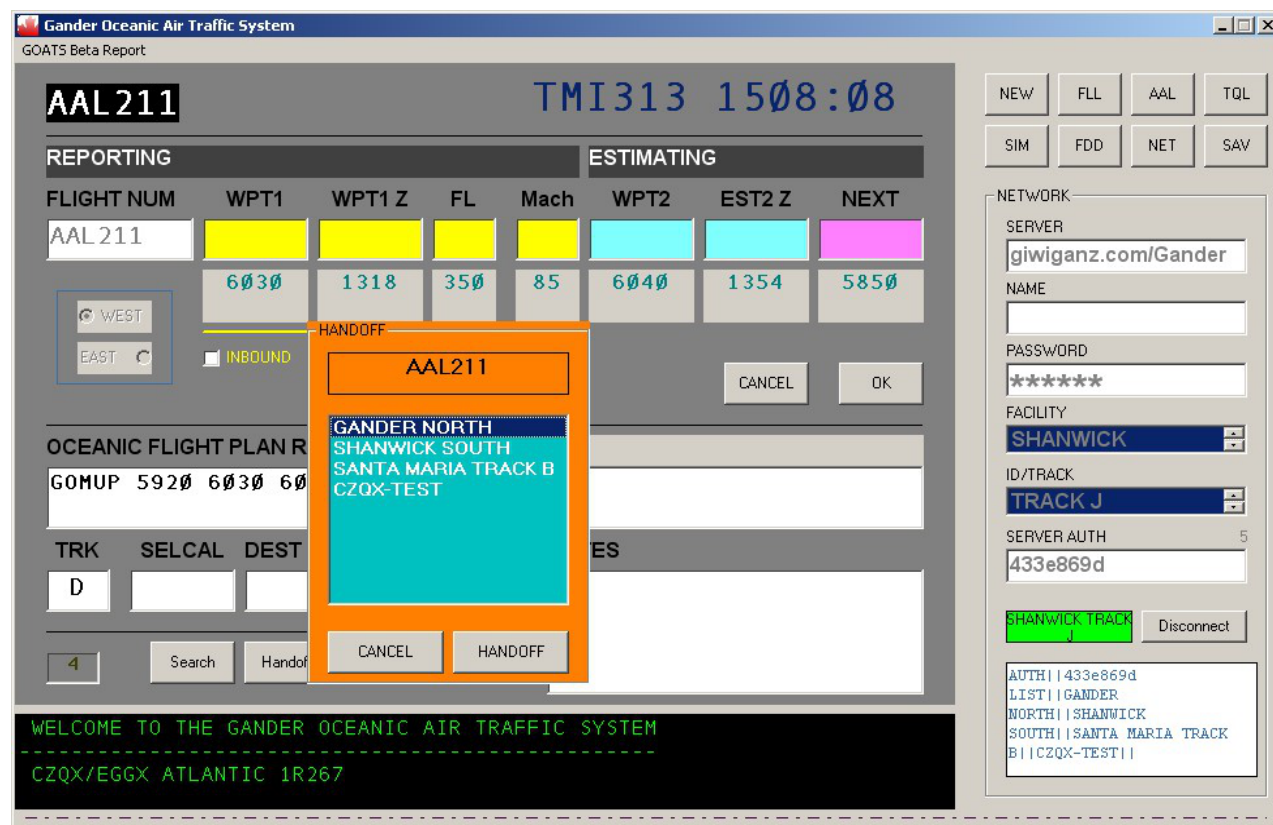 Gander Oceanic Air Traffic System
GOATS Beta Report
AAL211 TMI313 15Ø8:Ø8
REPORTING ESTIMATING
FLIGHT NUM WPT1 WPT1 Z FL Mach WPT2 EST2 Z NEXT
AAL211
6Ø3Ø 1318 35Ø 85 6Ø4Ø 1354 585Ø
WEST
EAST
INBOUND
CANCEL OK
HANDOFF
AAL211
GANDER NORTH
SHANWICK SOUTH
SANTA MARIA TRACK B
CZQX-TEST
CANCEL HANDOFF
OCEANIC FLIGHT PLAN R
GOMUP 592Ø 6Ø3Ø 6Ø
TRK SELCAL DEST ES
D
4 Search Handof
WELCOME TO THE GANDER OCEANIC AIR TRAFFIC SYSTEM
CZQX/EGGX ATLANTIC 1R267
NEW FLL AAL TQL
SIM FDD NET SAV
NETWORK
SERVER
giwiganz.com/Gander
NAME
PASSWORD
******
FACILITY
SHANWICK
ID/TRACK
TRACK J
SERVER AUTH 5
433e869d
SHANWICK TRACK
J
Disconnect
AUTH||433e869d
LIST||GANDER
NORTH||SHANWICK
SOUTH||SANTA MARIA TRACK
B||CZQX-TEST||